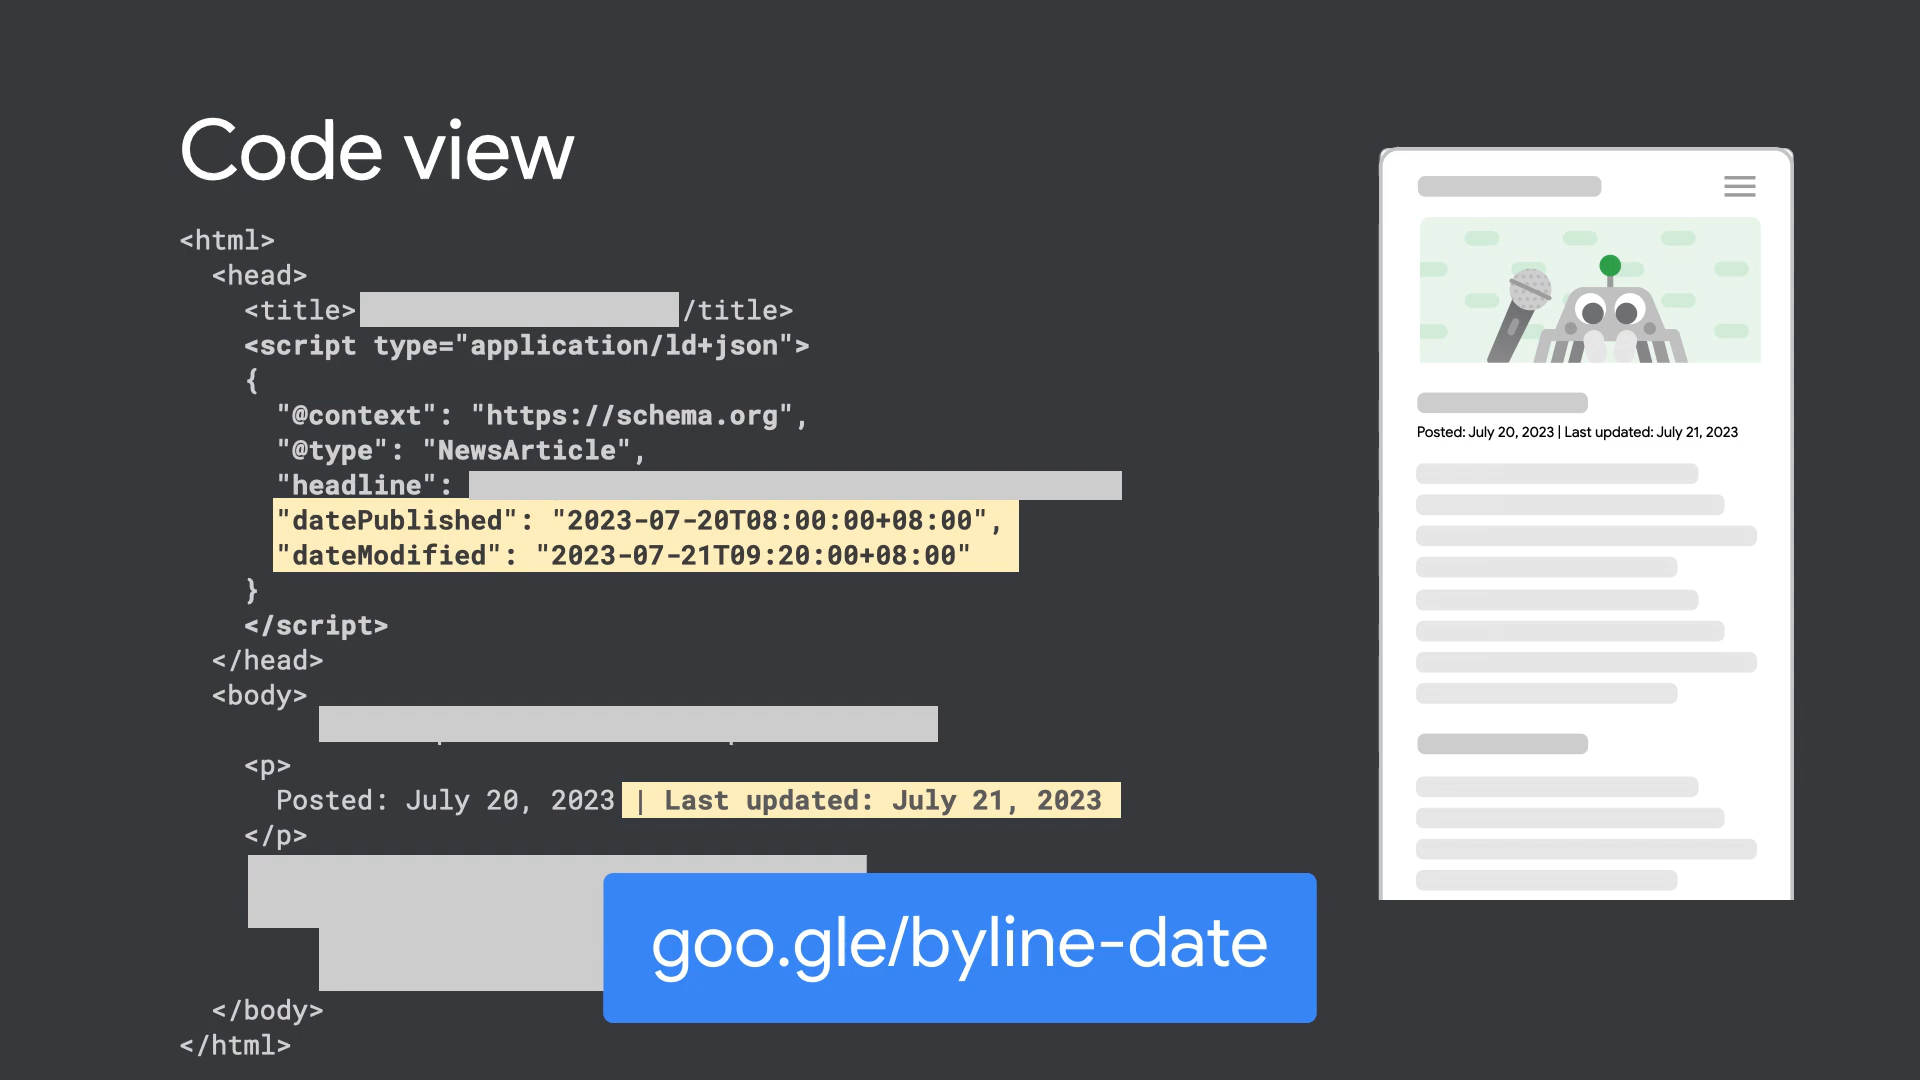 Code view
<html>
<head>
<title> /title>
<script type="application/ld+json">
{
"@context": "https://schema.org",
"@type": "NewsArticle",
"headline":
"datePublished": "2023-07-20T08:00:00+08:00",
"dateModified": "2023-07-21T09:20:00+08:00"
}
</script>
</head>
<body>
<p>
Posted: July 20, 2023 | Last updated: July 21, 2023
</p>
</body>
</html>
goo.gle/byline-date
Posted: July 20, 2023 | Last updated: July 21, 2023